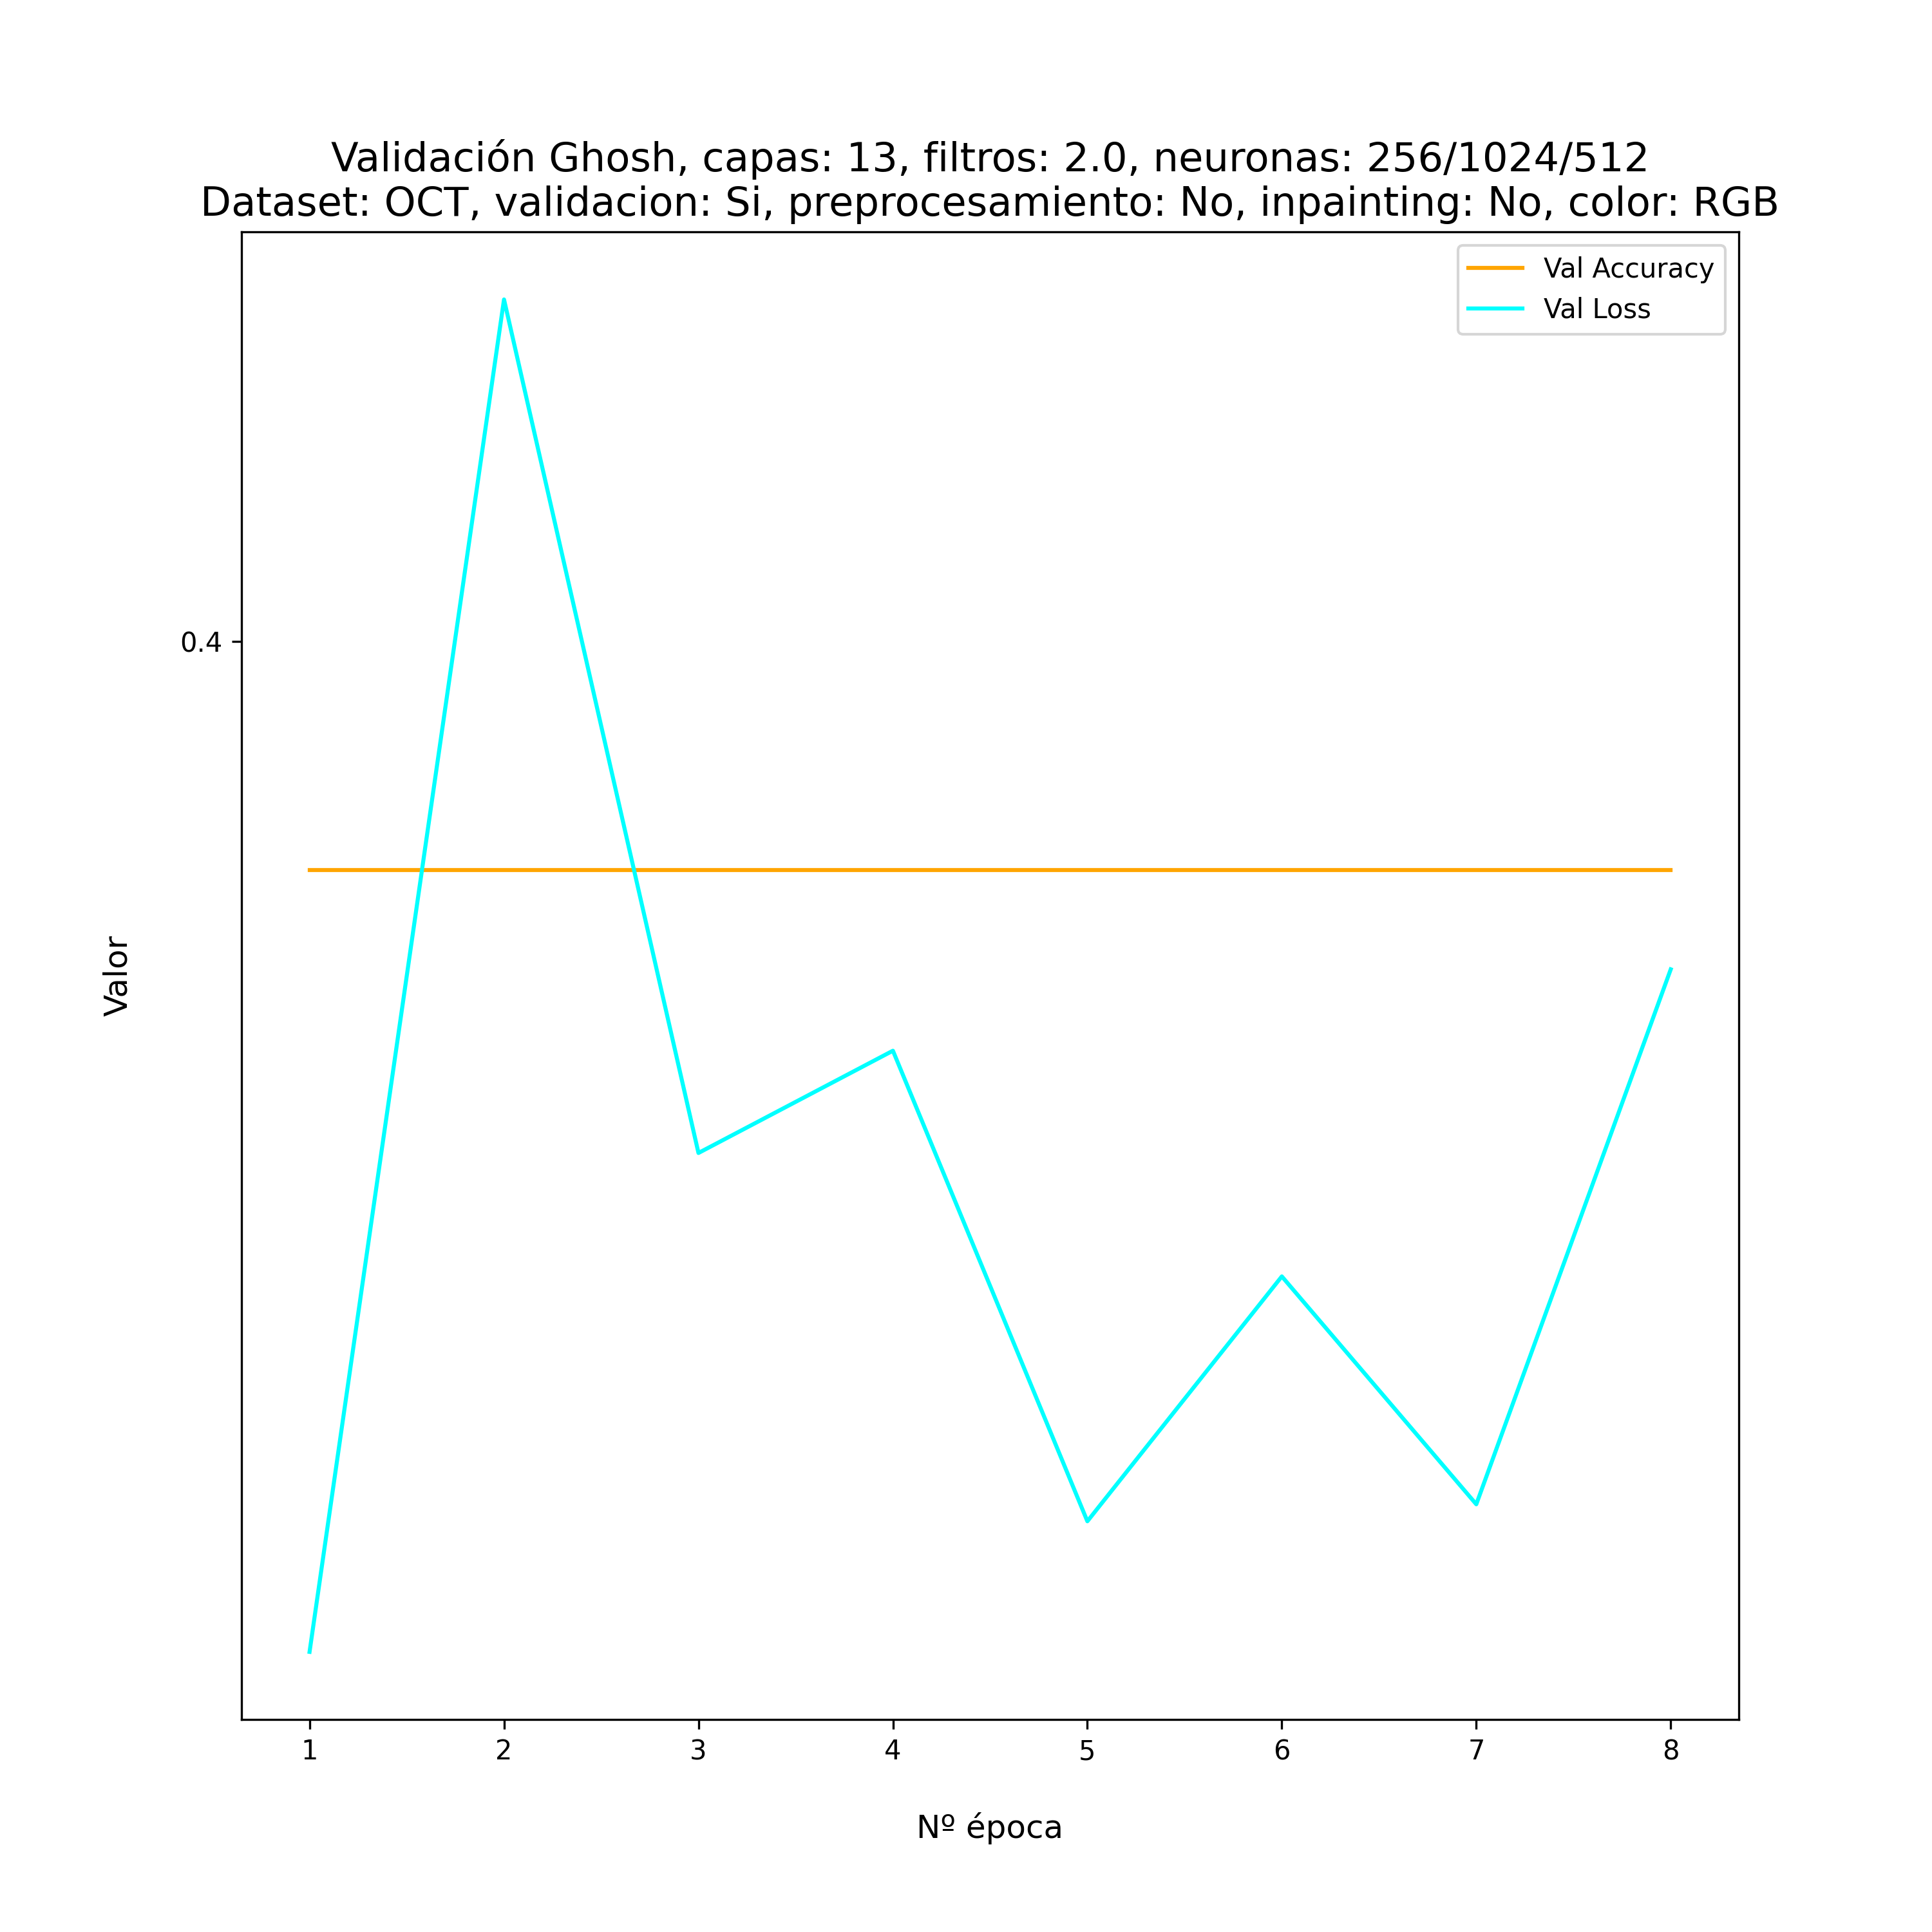 Validación Ghosh, capas: 13, filtros: 2.0, neuronas: 256/1024/512
Dataset: OCT, validacion: Si, preprocesamiento: No, inpainting: No, color: RGB
Val Accuracy
Val Loss
0.4
Valor
1 2 3 4 5 6 7 8
Nº época